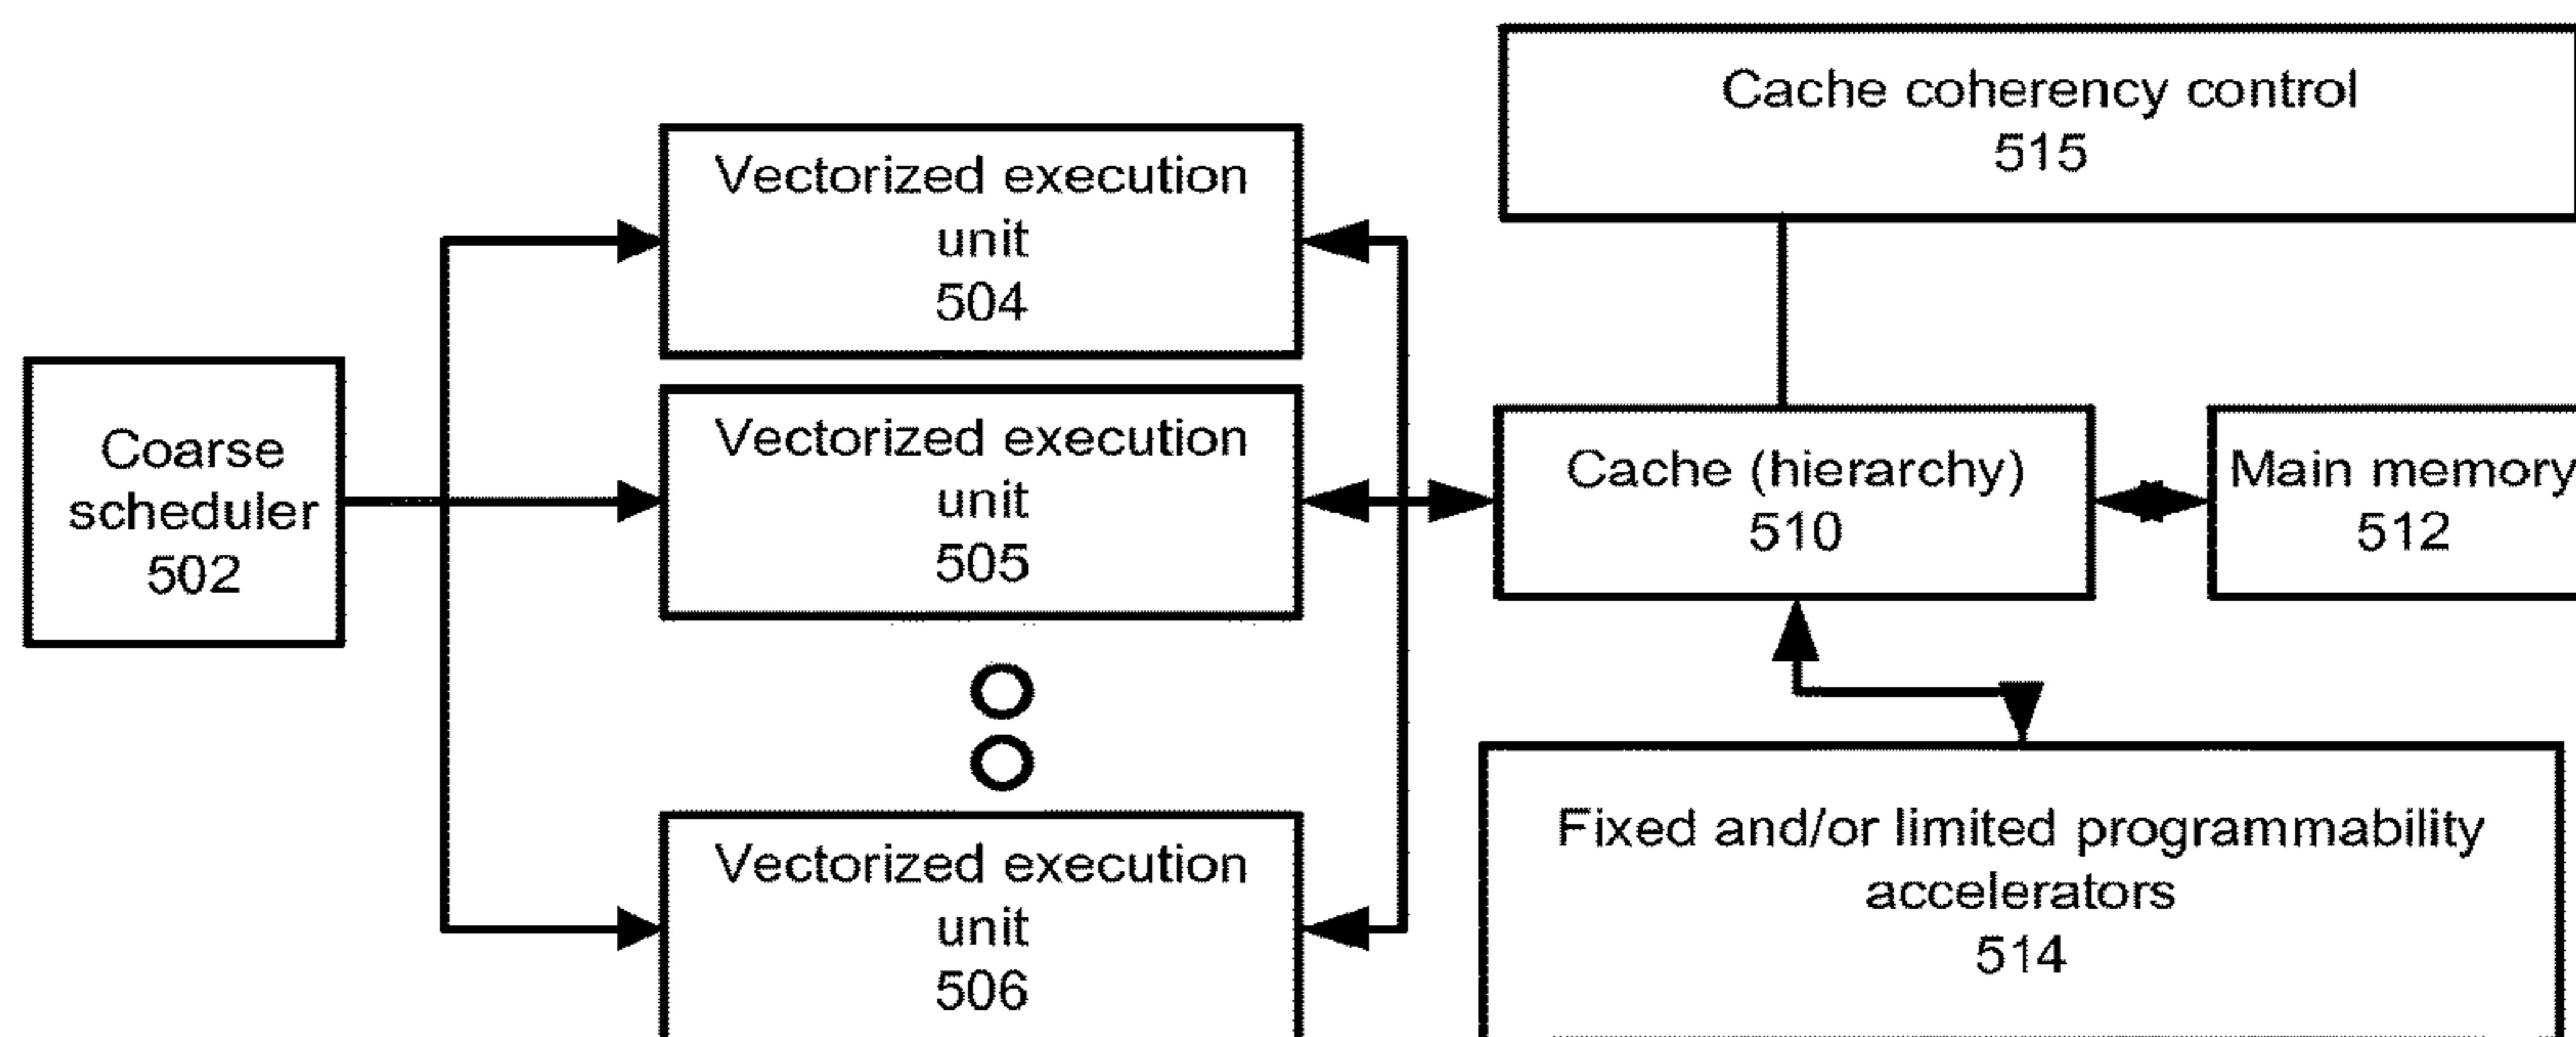 Cache coherency control
515
Vectorized execution
unit
504
Coarse
scheduler
502
Vectorized execution
unit
505
Cache (hierarchy)
510
Main memory
512
Vectorized execution
unit
506
Fixed and/or limited programmability
accelerators
514